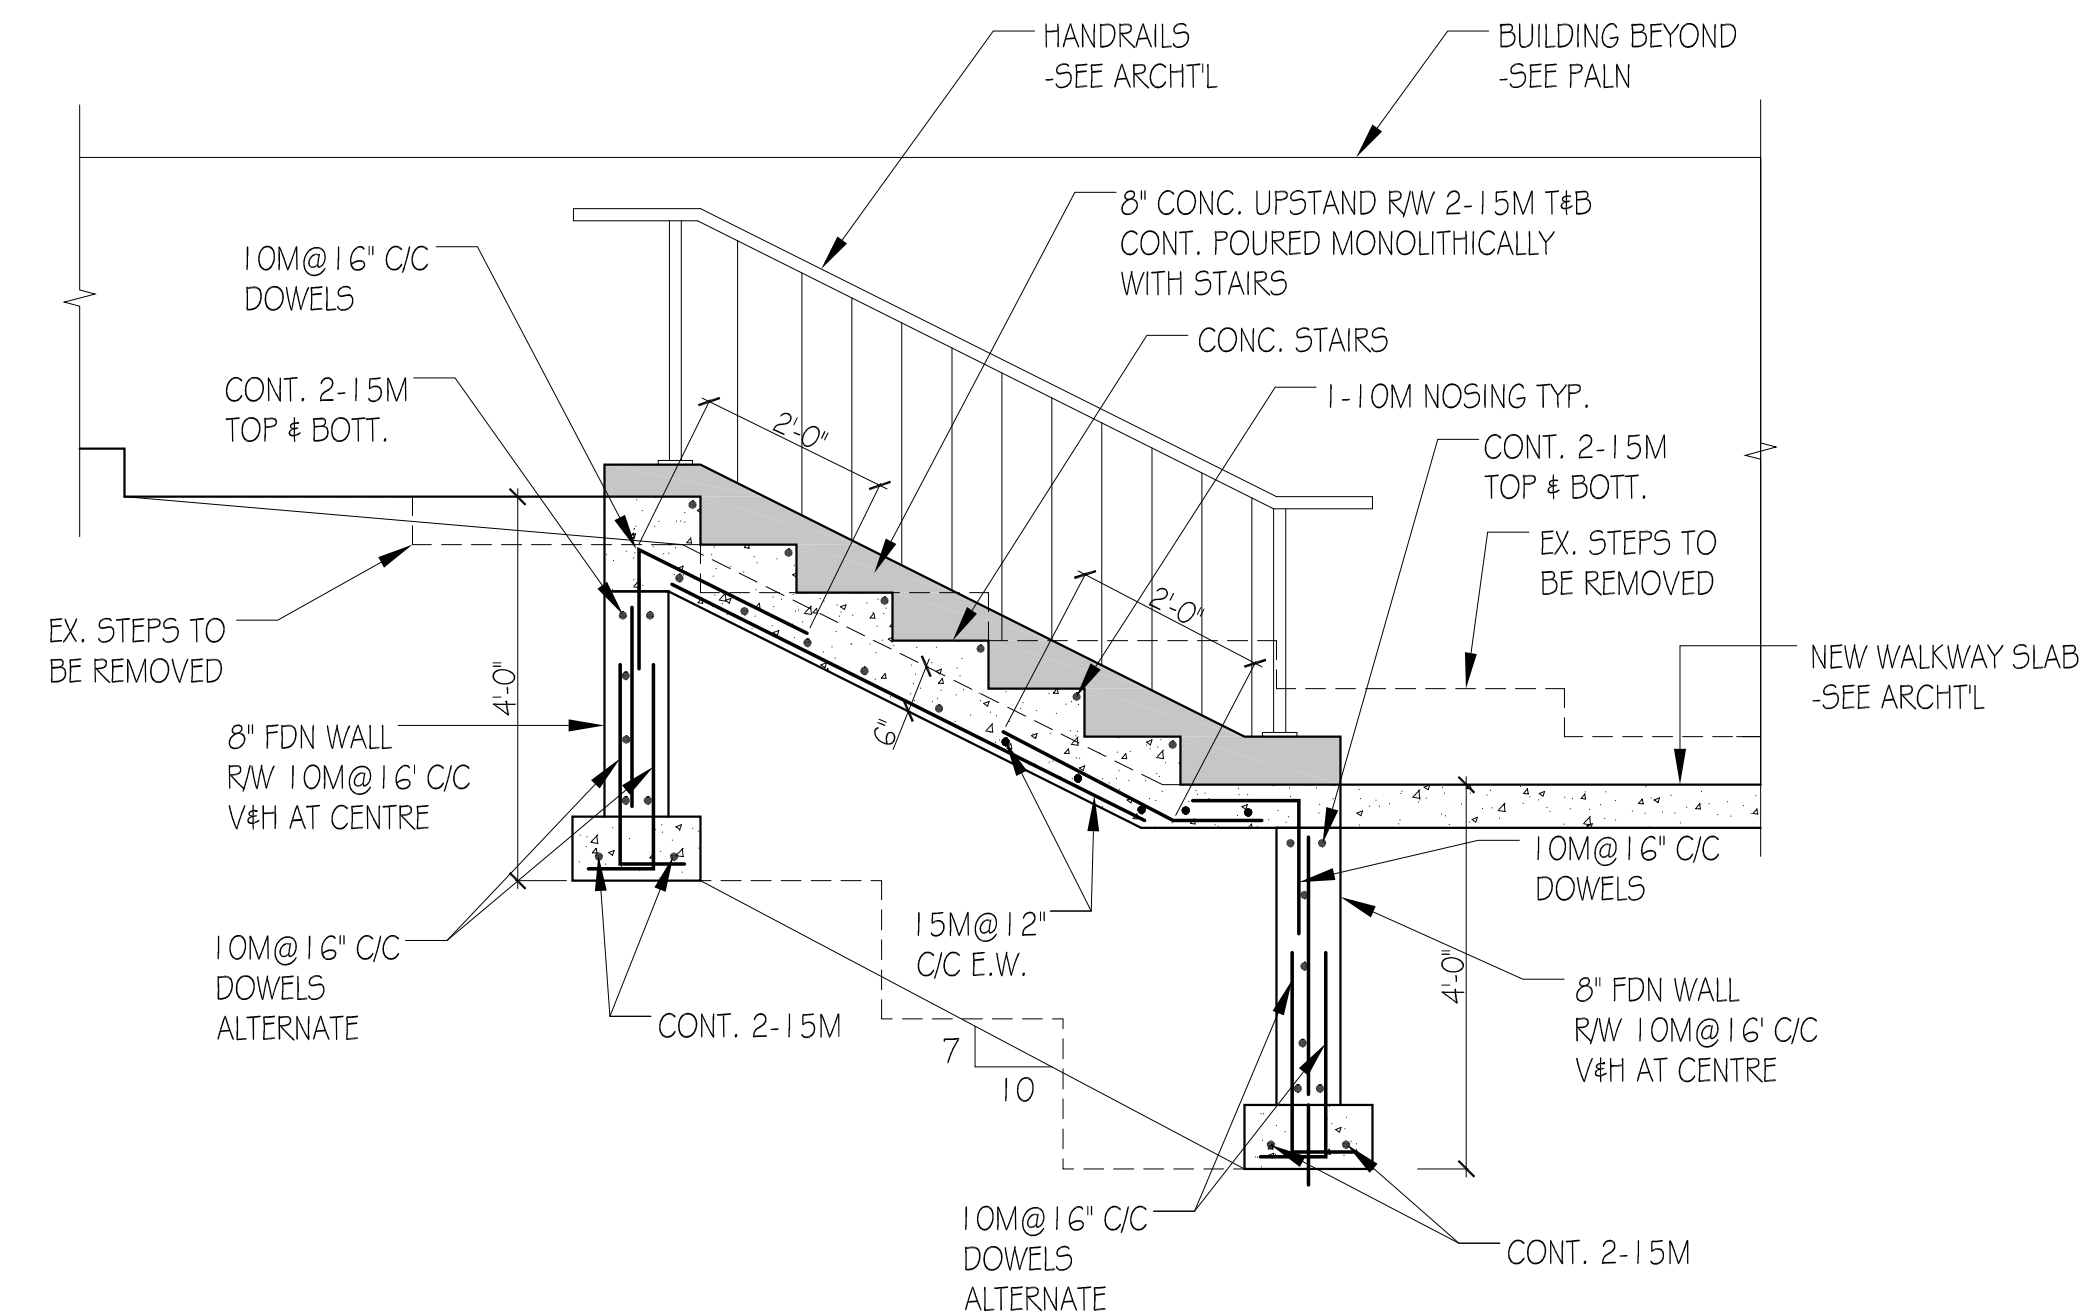 HANDRAILS
-SEE ARCHT'L
BUILDING BEYOND
-SEE PALN
8" CONC. UPSTAND R/W 2-15M T&B
CONT. POURED MONOLITHICALLY
WITH STAIRS
10M@16" C/C
DOWELS
CONC. STAIRS
CONT. 2-15M
TOP & BOTT.
1-10M NOSING TYP.
2'-0"
CONT. 2-15M
TOP & BOTT.
EX. STEPS TO
BE REMOVED
2'-0"
EX. STEPS TO
BE REMOVED
NEW WALKWAY SLAB
-SEE ARCHT'L
4'-0"
6"
8" FDN WALL
R/W 10M@16' C/C
V&H AT CENTRE
10M@16" C/C
DOWELS
15M@12"
C/C E.W.
10M@16" C/C
DOWELS
ALTERNATE
4'-0"
8" FDN WALL
R/W 10M@16' C/C
V&H AT CENTRE
CONT. 2-15M
7
10
10M@16" C/C
DOWELS
ALTERNATE
CONT. 2-15M